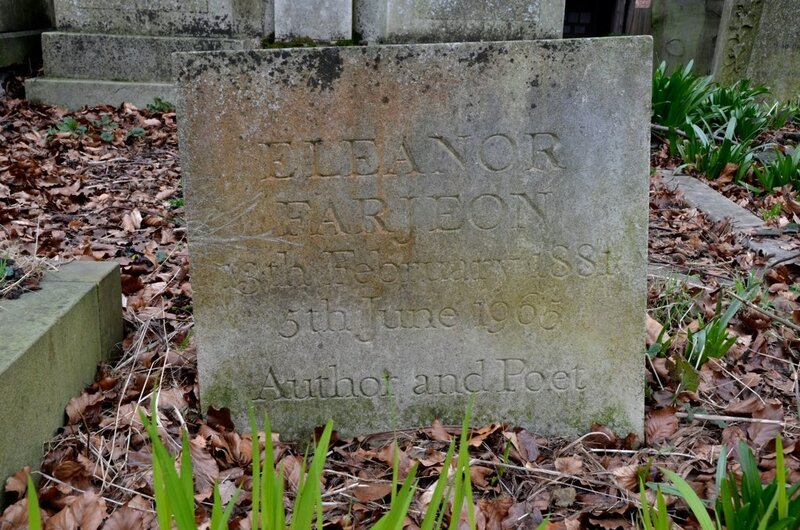 ELEANOR
FARJEON
13th February 1881
5th June 1965
Author and Poet